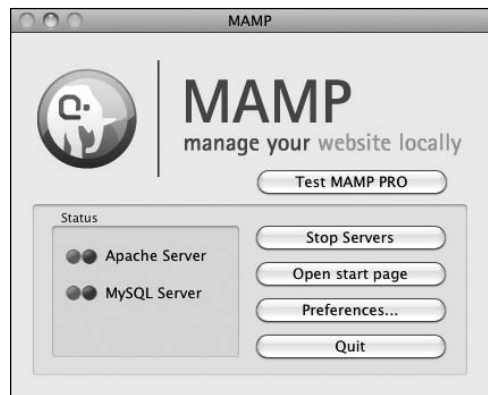 MAMP
MAMP
manage your website locally
Test MAMP PRO
Status
Apache Server
MySQL Server
Stop Servers
Open start page
Preferences...
Quit